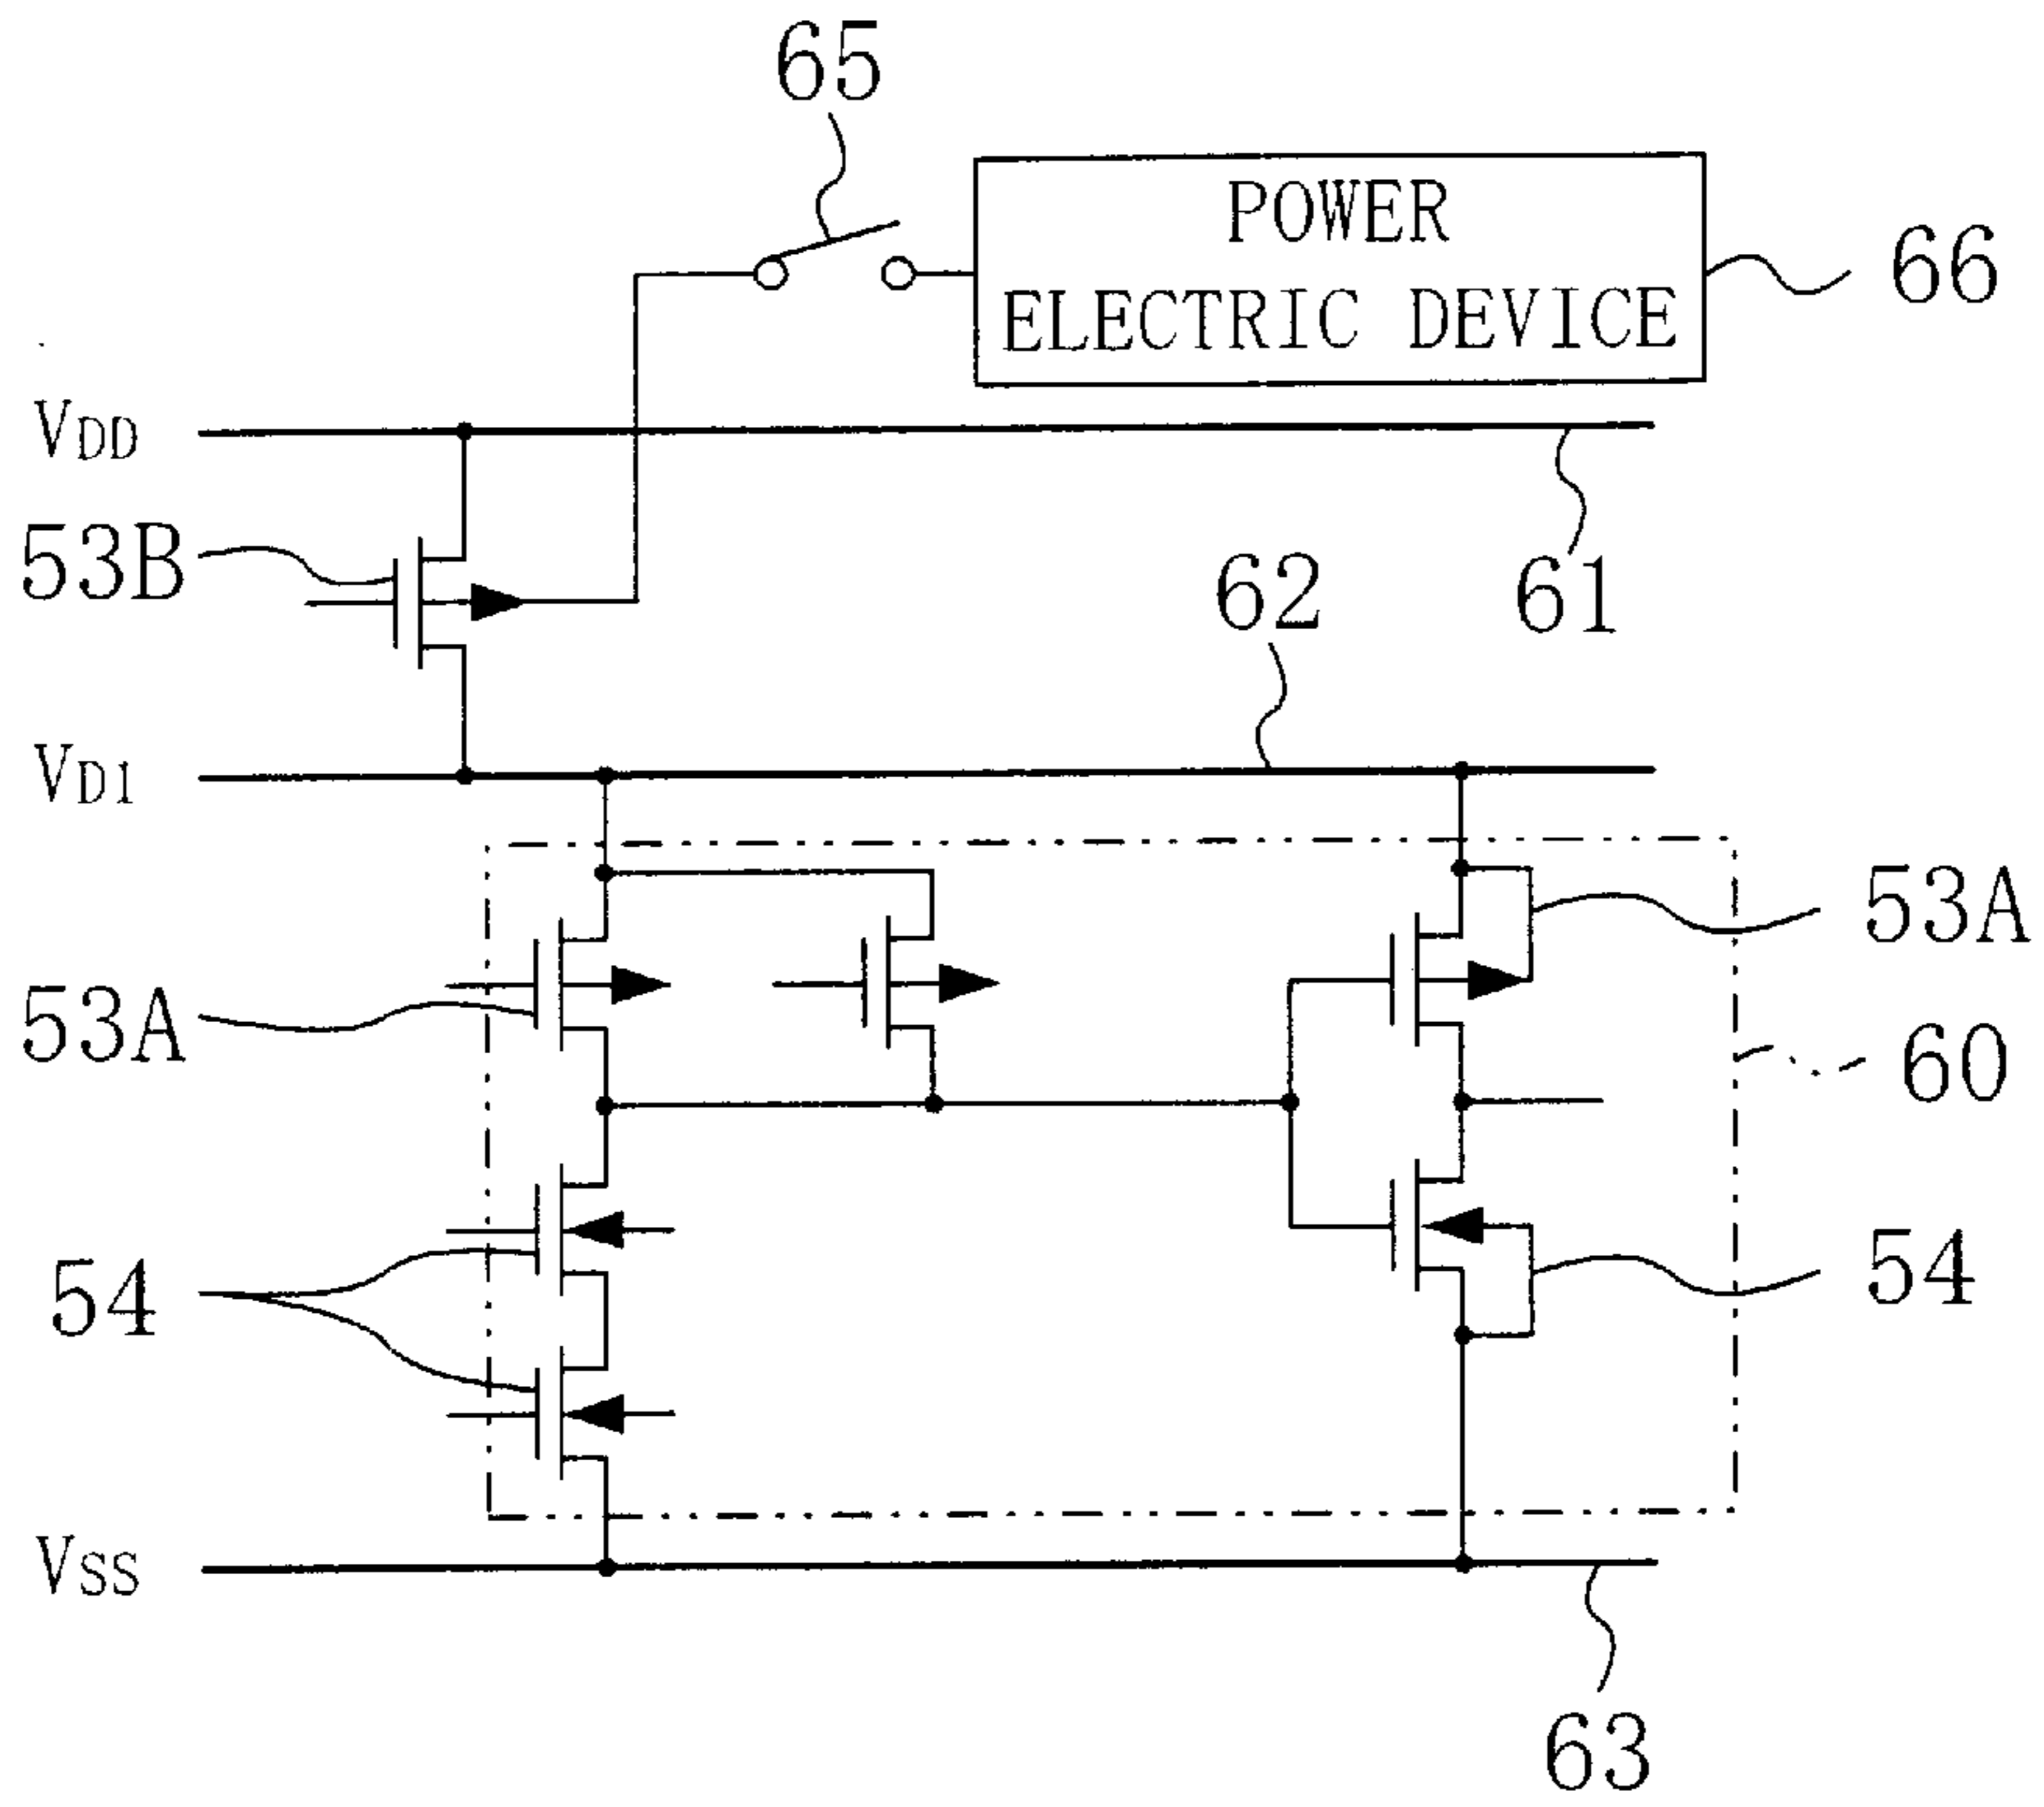 65
POWER
ELECTRIC DEVICE
66
VDD
53B
61
62
VD1
53A
53A
60
54
54
VSS
63